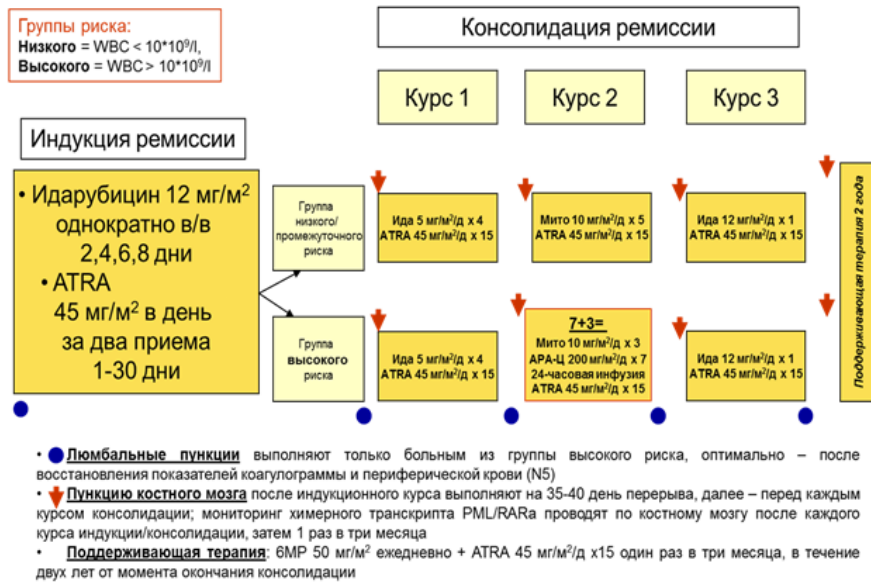 Группы риска:
Низкого = WBC < 10*10⁹/l,
Высокого = WBC > 10*10⁹/l
Консолидация ремиссии
Курс 1
Курс 2
Курс 3
Индукция ремиссии
• Идарубицин 12 мг/м²
однократно в/в
2,4,6,8 дни
• ATRA
45 мг/м² в день
за два приема
1-30 дни
Группа
низкого/
промежуточного
риска
Ида 5 мг/м²/д х 4
ATRA 45 мг/м²/д х 15
Мито 10 мг/м²/д х 5
ATRA 45 мг/м²/д х 15
Ида 12 мг/м²/д х 1
ATRA 45 мг/м²/д х 15
Группа
высокого
риска
Ида 5 мг/м²/д х 4
ATRA 45 мг/м²/д х 15
7+3=
Мито 10 мг/м²/д х 3
АРА-Ц 200 мг/м²/д х 7
24-часовая инфузия
ATRA 45 мг/м²/д х 15
Ида 12 мг/м²/д х 1
ATRA 45 мг/м²/д х 15
Поддерживающая терапия 2 года
• Люмбальные пункции выполняют только больным из группы высокого риска, оптимально – после
восстановления показателей коагулограммы и периферической крови (N5)
• Пункцию костного мозга после индукционного курса выполняют на 35-40 день перерыва, далее – перед каждым
курсом консолидации; мониторинг химерного транскрипта PML/RARa проводят по костному мозгу после каждого
курса индукции/консолидации, затем 1 раз в три месяца
• Поддерживающая терапия: 6МР 50 мг/м² ежедневно + ATRA 45 мг/м²/д х15 один раз в три месяца, в течение
двух лет от момента окончания консолидации